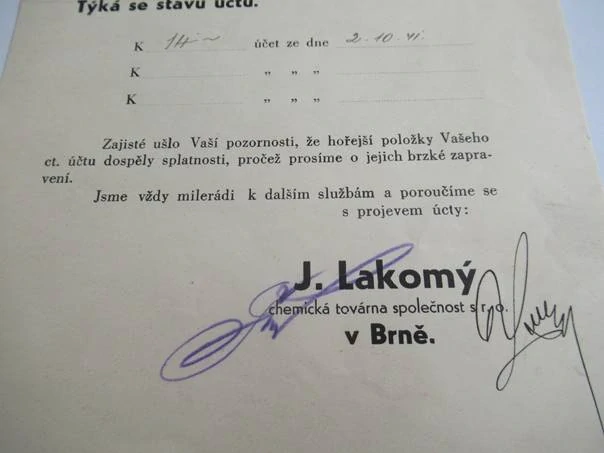 Týká se stavu účtu.
K 14.~ účet ze dne 2.10.41.
K „ „ „
K „ „ „
Zajisté ušlo Vaší pozornosti, že hořejší položky Vašeho
ct. účtu dospěly splatnosti, pročež prosíme o jejich brzké zapra-
vení.
Jsme vždy milerádi k dalším službám a poroučíme se
s projevem úcty:
J. Lakomý
chemická továrna společnost s r. o.
v Brně.